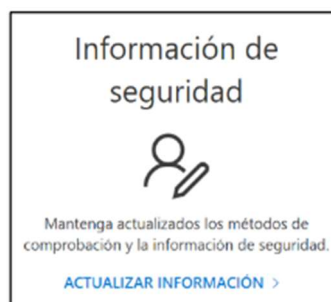 Información de
seguridad
Mantenga actualizados los métodos de
comprobación y la información de seguridad.
ACTUALIZAR INFORMACIÓN >